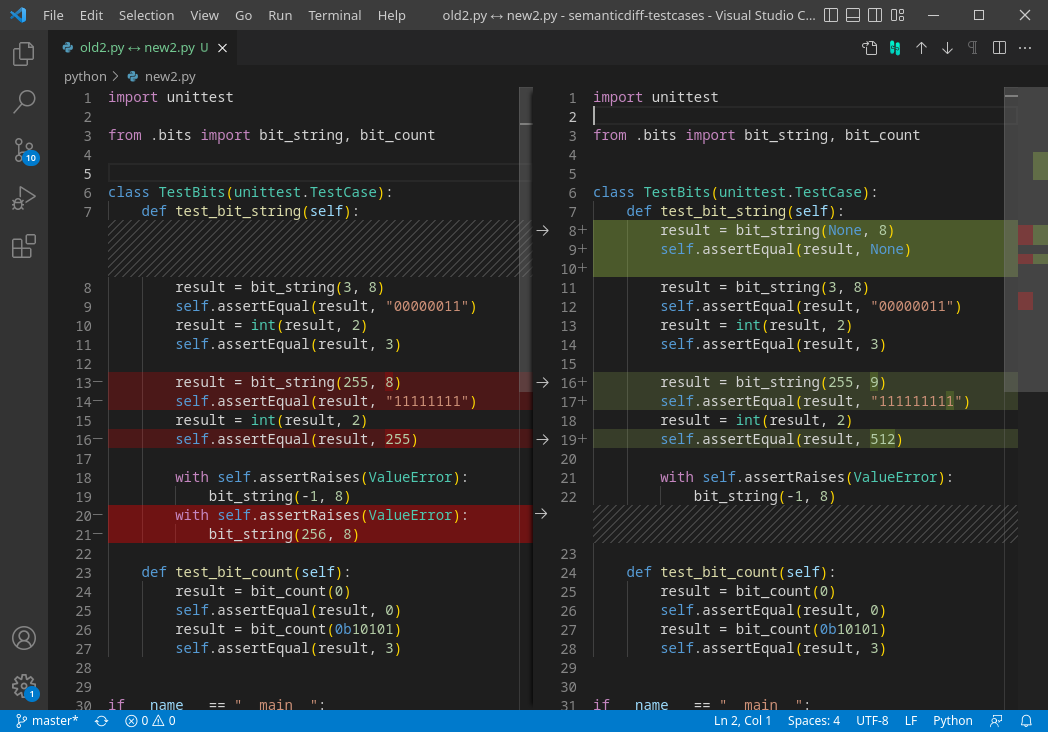 File Edit Selection View Go Run Terminal Help old2.py ↔ new2.py - semanticdiff-testcases - Visual Studio C...
old2.py ↔ new2.py U
python > new2.py
1 import unittest
2
3 from .bits import bit_string, bit_count
4
5
6 class TestBits(unittest.TestCase):
7 def test_bit_string(self):
8 result = bit_string(3, 8)
9 self.assertEqual(result, "00000011")
10 result = int(result, 2)
11 self.assertEqual(result, 3)
12
13− result = bit_string(255, 8)
14− self.assertEqual(result, "11111111")
15 result = int(result, 2)
16− self.assertEqual(result, 255)
17
18 with self.assertRaises(ValueError):
19 bit_string(-1, 8)
20− with self.assertRaises(ValueError):
21− bit_string(256, 8)
22
23 def test_bit_count(self):
24 result = bit_count(0)
25 self.assertEqual(result, 0)
26 result = bit_count(0b10101)
27 self.assertEqual(result, 3)
28
29
30 if __name__ == "__main__":
1 import unittest
2
3 from .bits import bit_string, bit_count
4
5
6 class TestBits(unittest.TestCase):
7 def test_bit_string(self):
8+ result = bit_string(None, 8)
9+ self.assertEqual(result, None)
10+
11 result = bit_string(3, 8)
12 self.assertEqual(result, "00000011")
13 result = int(result, 2)
14 self.assertEqual(result, 3)
15
16+ result = bit_string(255, 9)
17+ self.assertEqual(result, "111111111")
18 result = int(result, 2)
19+ self.assertEqual(result, 512)
20
21 with self.assertRaises(ValueError):
22 bit_string(-1, 8)
23
24 def test_bit_count(self):
25 result = bit_count(0)
26 self.assertEqual(result, 0)
27 result = bit_count(0b10101)
28 self.assertEqual(result, 3)
29
30
31 if __name__ == "__main__":
10
1
master* 0 0 Ln 2, Col 1 Spaces: 4 UTF-8 LF Python